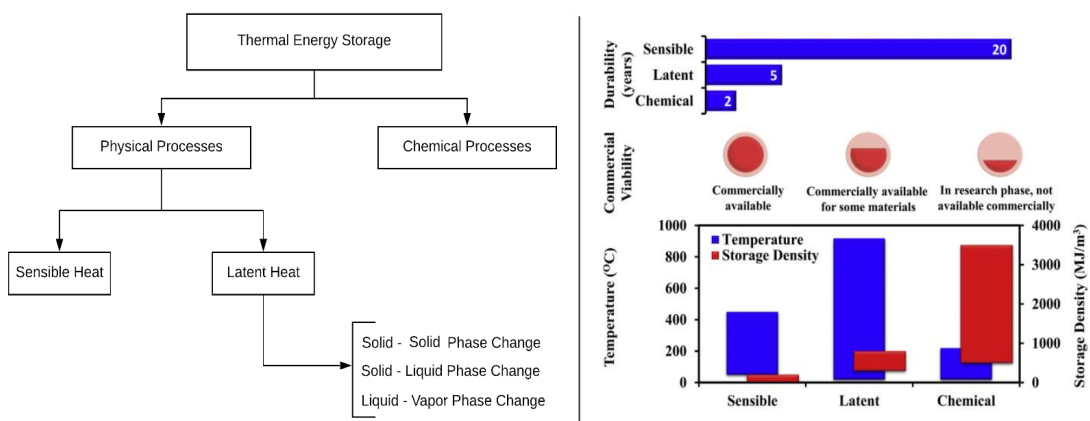 Thermal Energy Storage
Physical Processes
Chemical Processes
Sensible Heat
Latent Heat
Solid - Solid Phase Change
Solid - Liquid Phase Change
Liquid - Vapor Phase Change
Durability
(years)
Sensible
20
Latent
5
Chemical
2
Commercial
Viability
Commercially
available
Commercially available
for some materials
In research phase, not
available commercially
Temperature (⁰C)
1000
800
600
400
200
0
Temperature
Storage Density
4000
3000
2000
1000
0
Storage Density (MJ/m³)
Sensible
Latent
Chemical